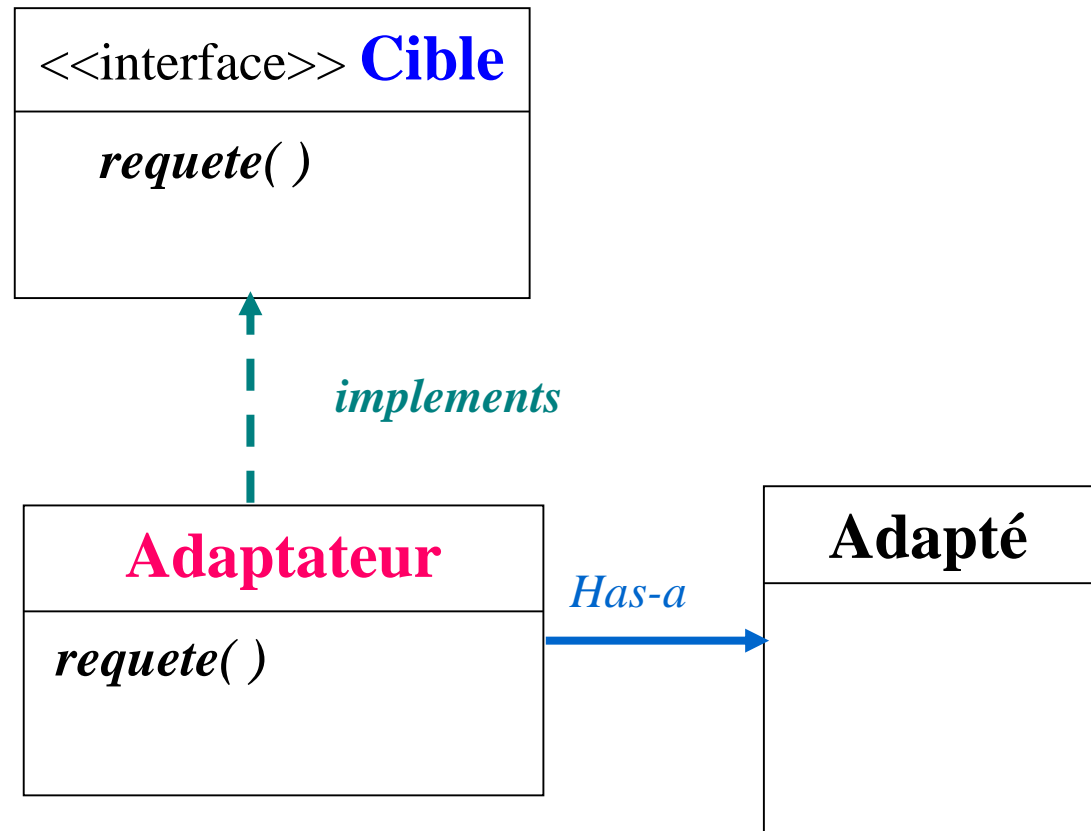 <<interface>> Cible
requete( )
implements
Adaptateur
requete( )
Has-a
Adapté